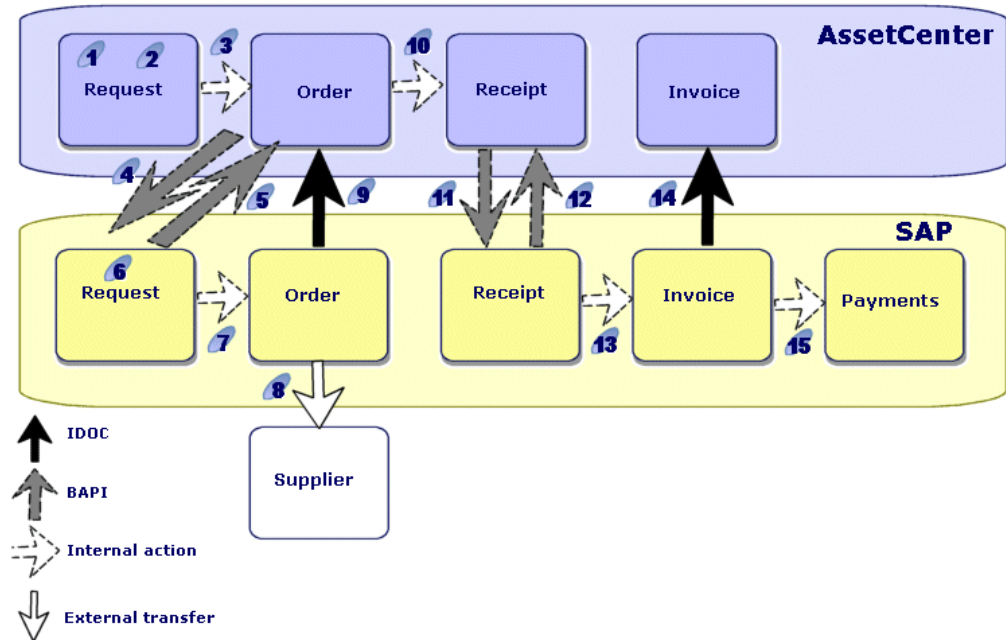 AssetCenter
1 2 3 10
Request Order Receipt Invoice
4 5 9 11 12 14
SAP
6
Request Order Receipt Invoice Payments
7 13 15
8
IDOC
Supplier
BAPI
Internal action
External transfer